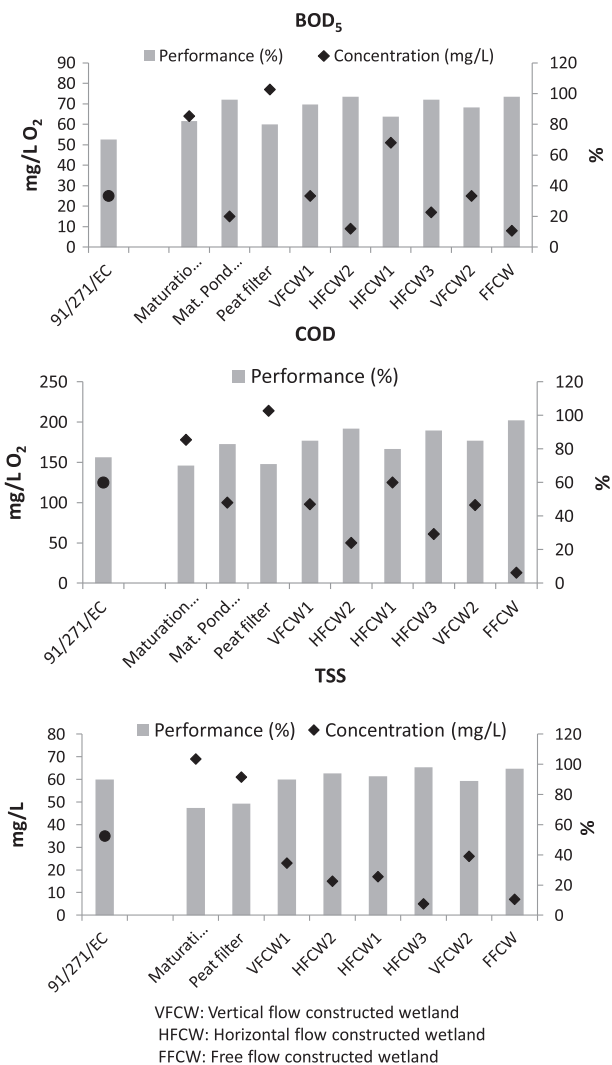 BOD5
Performance (%) Concentration (mg/L)
mg/L O2
90
80
70
60
50
40
30
20
10
0
120
100
80
60
40
20
0
%
91/271/EC
Maturatio...
Mat. Pond...
Peat filter
VFCW1
HFCW2
HFCW1
HFCW3
VFCW2
FFCW
COD
Performance (%)
mg/L O2
250
200
150
100
50
0
120
100
80
60
40
20
0
%
91/271/EC
Maturation...
Mat. Pond...
Peat filter
VFCW1
HFCW2
HFCW1
HFCW3
VFCW2
FFCW
TSS
Performance (%) Concentration (mg/L)
mg/L
80
70
60
50
40
30
20
10
0
120
100
80
60
40
20
0
%
91/271/EC
Maturati...
Peat filter
VFCW1
HFCW2
HFCW1
HFCW3
VFCW2
FFCW
VFCW: Vertical flow constructed wetland
HFCW: Horizontal flow constructed wetland
FFCW: Free flow constructed wetland